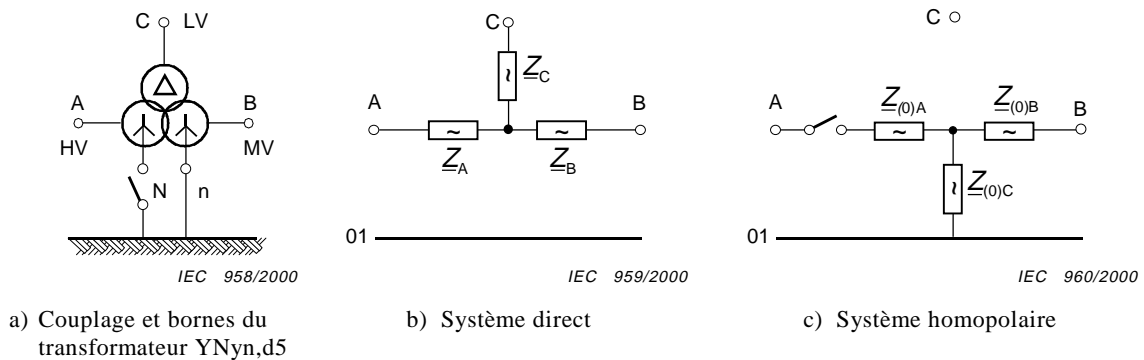 C LV
A
B
HV
MV
N
n
IEC 958/2000
a) Couplage et bornes du
transformateur YNyn,d5
C
Z_C
A
B
Z_A
Z_B
01
IEC 959/2000
b) Système direct
C
A
Z_(0)A
Z_(0)B
B
Z_(0)C
01
IEC 960/2000
c) Système homopolaire